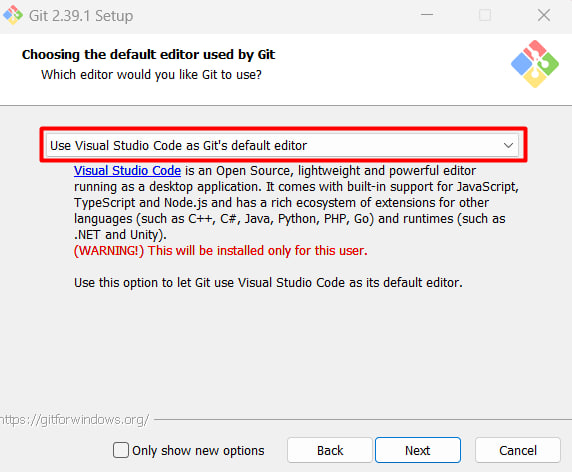 Git 2.39.1 Setup
Choosing the default editor used by Git
Which editor would you like Git to use?
Use Visual Studio Code as Git's default editor
Visual Studio Code is an Open Source, lightweight and powerful editor
running as a desktop application. It comes with built-in support for JavaScript,
TypeScript and Node.js and has a rich ecosystem of extensions for other
languages (such as C++, C#, Java, Python, PHP, Go) and runtimes (such as
.NET and Unity).
(WARNING!) This will be installed only for this user.
Use this option to let Git use Visual Studio Code as its default editor.
https://gitforwindows.org/
Only show new options
Back
Next
Cancel